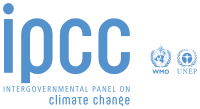 ipcc
INTERGOVERNMENTAL PANEL ON
climate change
WMO UNEP